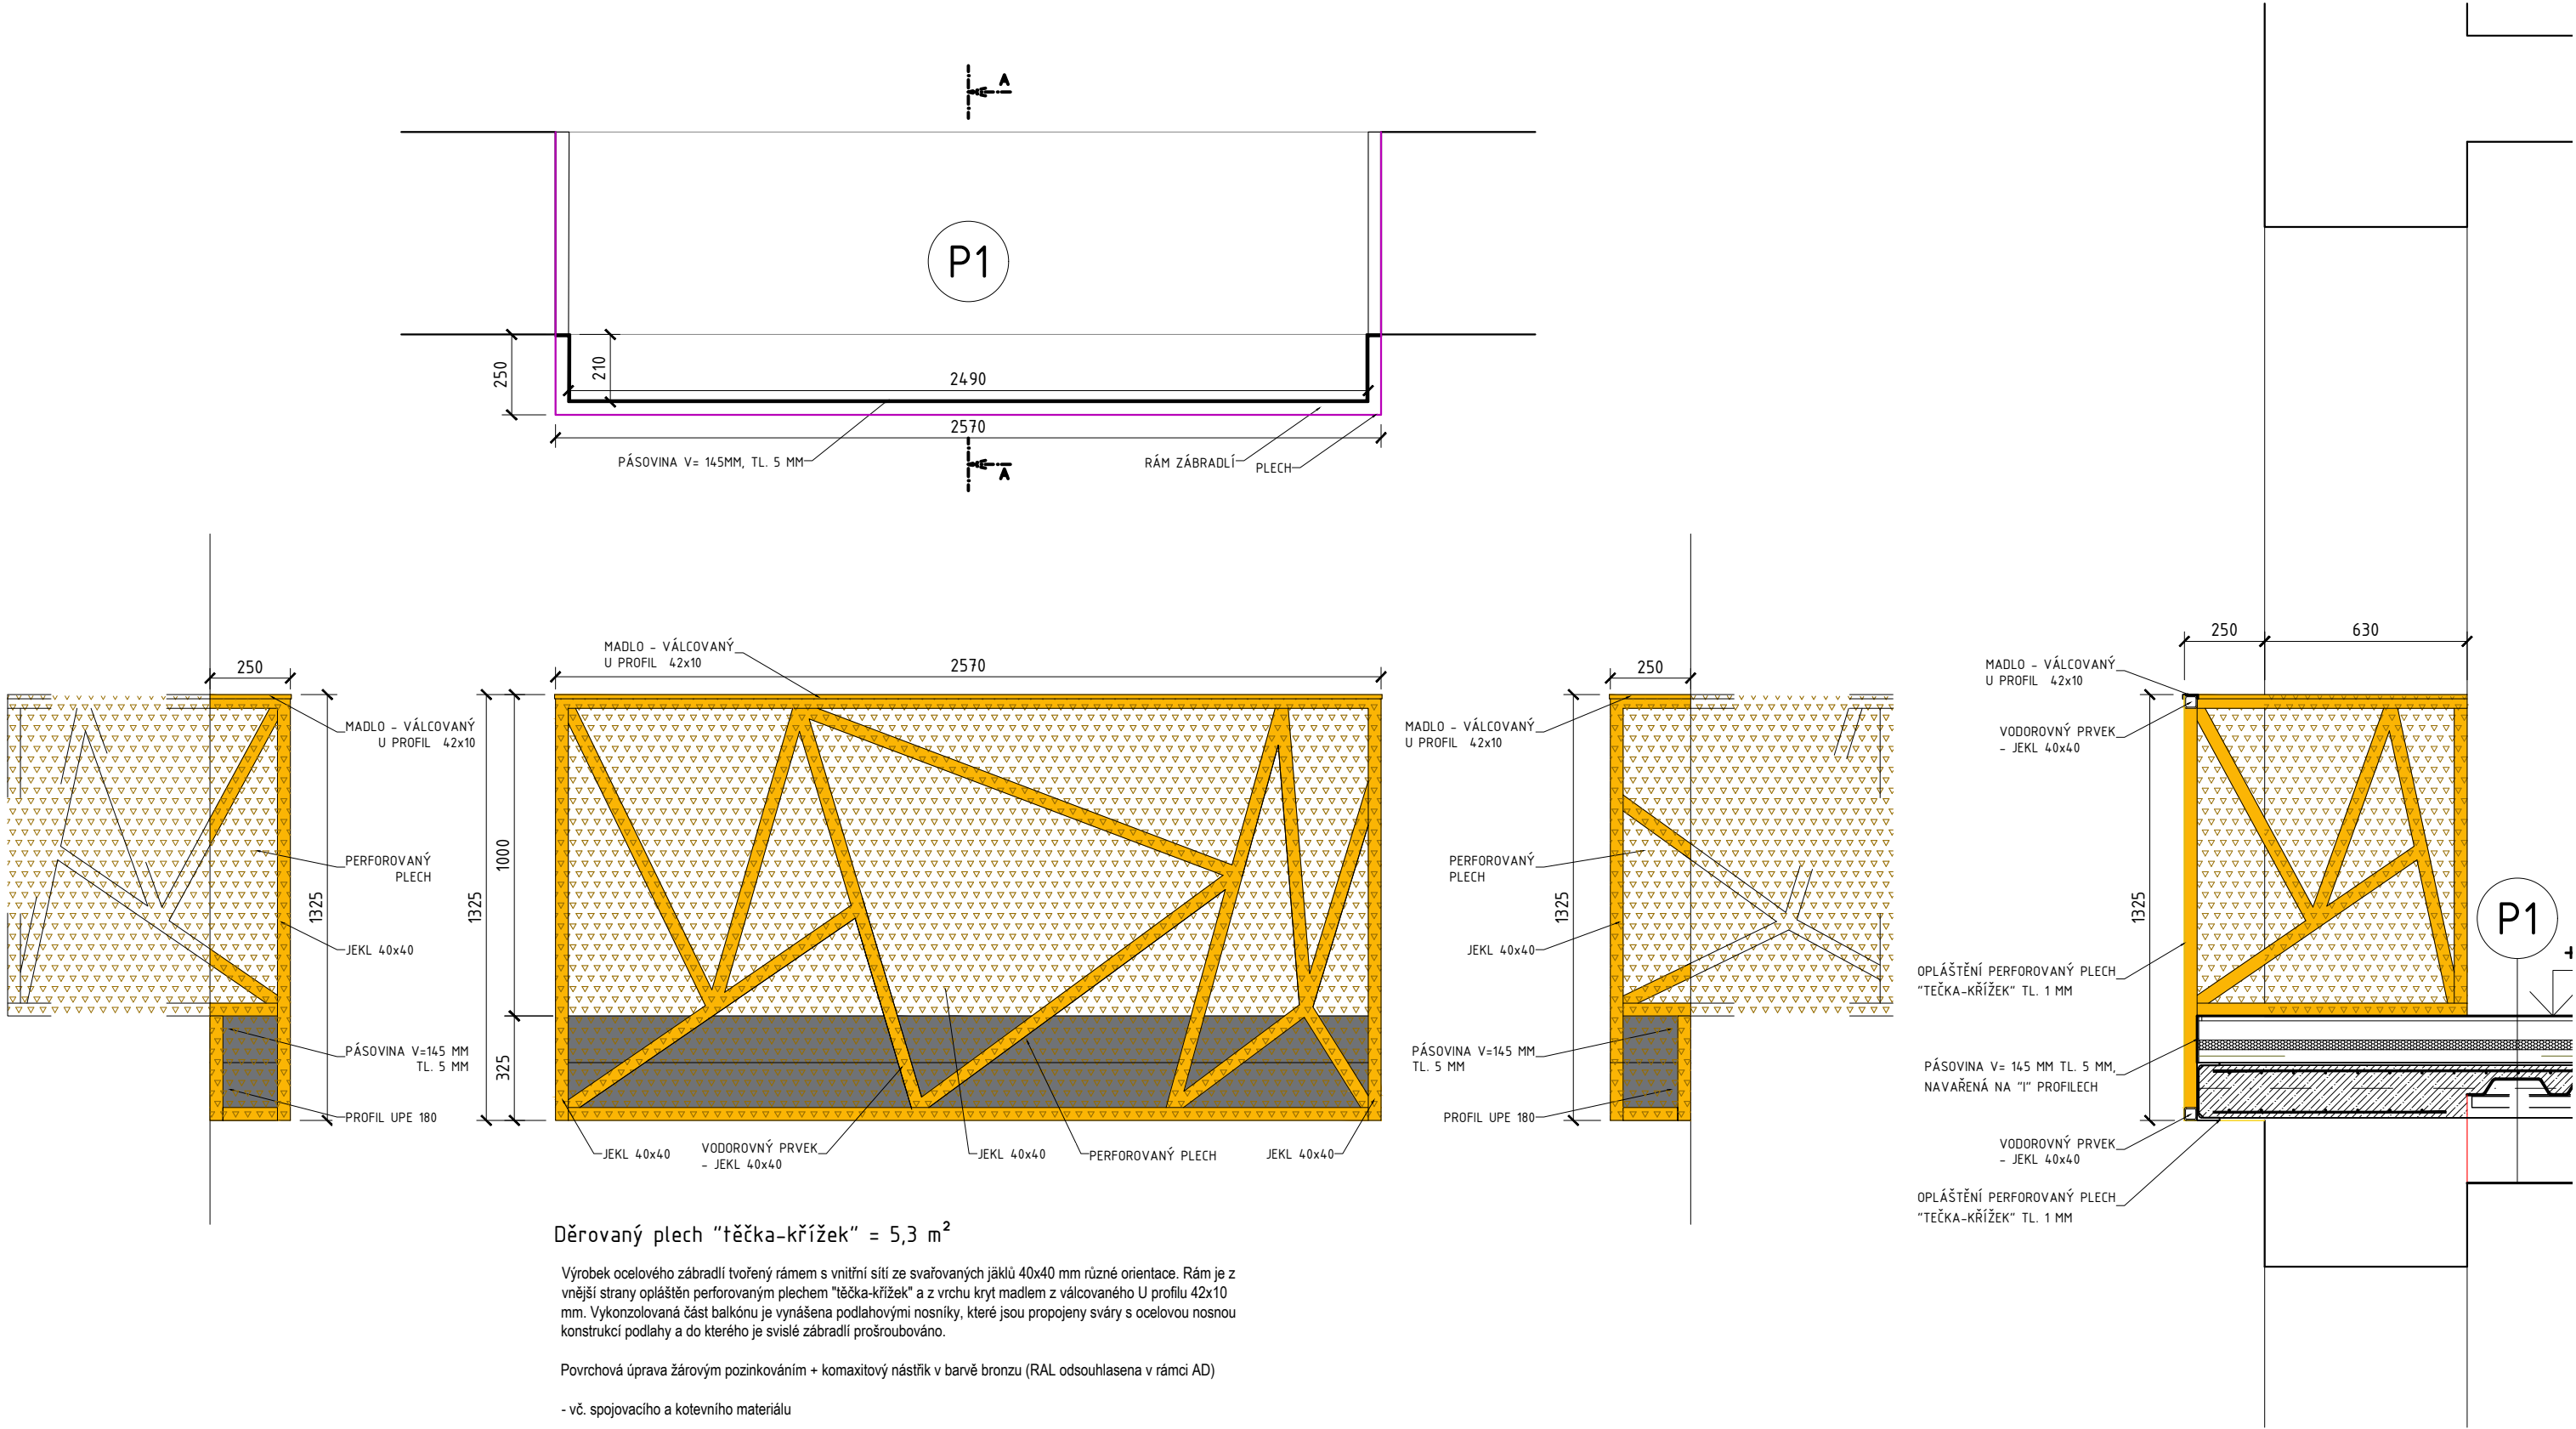 A
P1
250
210
2490
2570
PÁSOVINA V= 145MM, TL. 5 MM
RÁM ZÁBRADLÍ
PLECH
A
250
MADLO - VÁLCOVANÝ
U PROFIL 42x10
PERFOROVANÝ
PLECH
1325
JEKL 40x40
PÁSOVINA V=145 MM
TL. 5 MM
PROFIL UPE 180
MADLO - VÁLCOVANÝ
U PROFIL 42x10
2570
1325
1000
325
JEKL 40x40
VODOROVNÝ PRVEK
- JEKL 40x40
JEKL 40x40
PERFOROVANÝ PLECH
JEKL 40x40
250
MADLO - VÁLCOVANÝ
U PROFIL 42x10
PERFOROVANÝ
PLECH
1325
JEKL 40x40
PÁSOVINA V=145 MM
TL. 5 MM
PROFIL UPE 180
250
630
MADLO - VÁLCOVANÝ
U PROFIL 42x10
VODOROVNÝ PRVEK
- JEKL 40x40
1325
P1
OPLÁŠTĚNÍ PERFOROVANÝ PLECH
"TEČKA-KŘÍŽEK" TL. 1 MM
PÁSOVINA V= 145 MM TL. 5 MM,
NAVAŘENÁ NA "I" PROFILECH
VODOROVNÝ PRVEK
- JEKL 40x40
OPLÁŠTĚNÍ PERFOROVANÝ PLECH
"TEČKA-KŘÍŽEK" TL. 1 MM
Děrovaný plech "těčka-křížek" = 5,3 m²
Výrobek ocelového zábradlí tvořený rámem s vnitřní sítí ze svařovaných jäklů 40x40 mm různé orientace. Rám je z
vnější strany opláštěn perforovaným plechem "těčka-křížek" a z vrchu kryt madlem z válcovaného U profilu 42x10
mm. Vykonzolovaná část balkónu je vynášena podlahovými nosníky, které jsou propojeny sváry s ocelovou nosnou
konstrukcí podlahy a do kterého je svislé zábradlí prošroubováno.
Povrchová úprava žárovým pozinkováním + komaxitový nástřik v barvě bronzu (RAL odsouhlasena v rámci AD)
- vč. spojovacího a kotevního materiálu